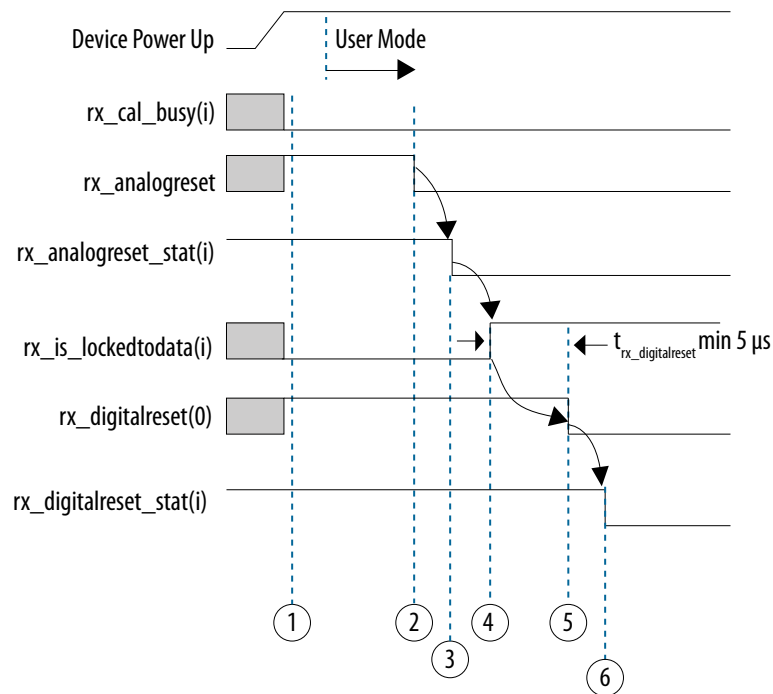 Device Power Up
User Mode
rx_cal_busy(i)
rx_analogreset
rx_analogreset_stat(i)
rx_is_lockedtodata(i)
t rx_digitalreset min 5 μs
rx_digitalreset(0)
rx_digitalreset_stat(i)
1 2 4 5
3
6